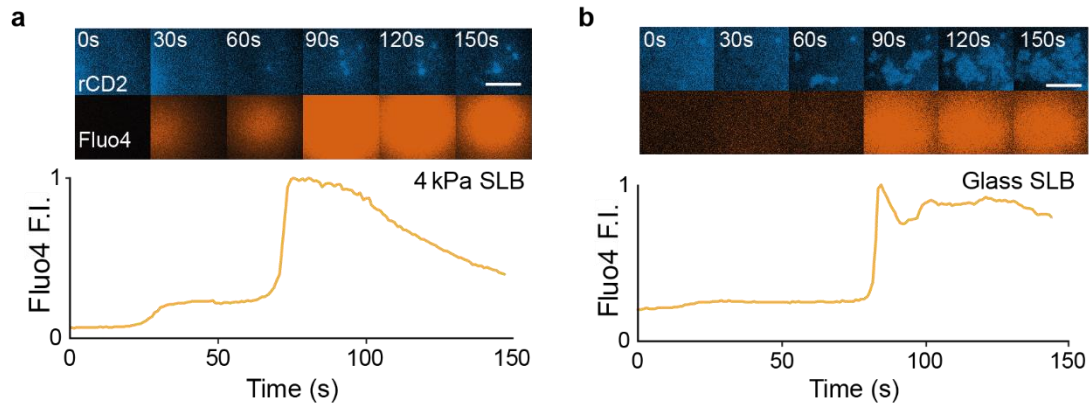 a
0s 30s 60s 90s 120s 150s
rCD2
Fluo4
4 kPa SLB
Fluo4 F.I.
1
0
0 50 100 150
Time (s)
b
0s 30s 60s 90s 120s 150s
Glass SLB
Fluo4 F.I.
1
0
0 50 100 150
Time (s)